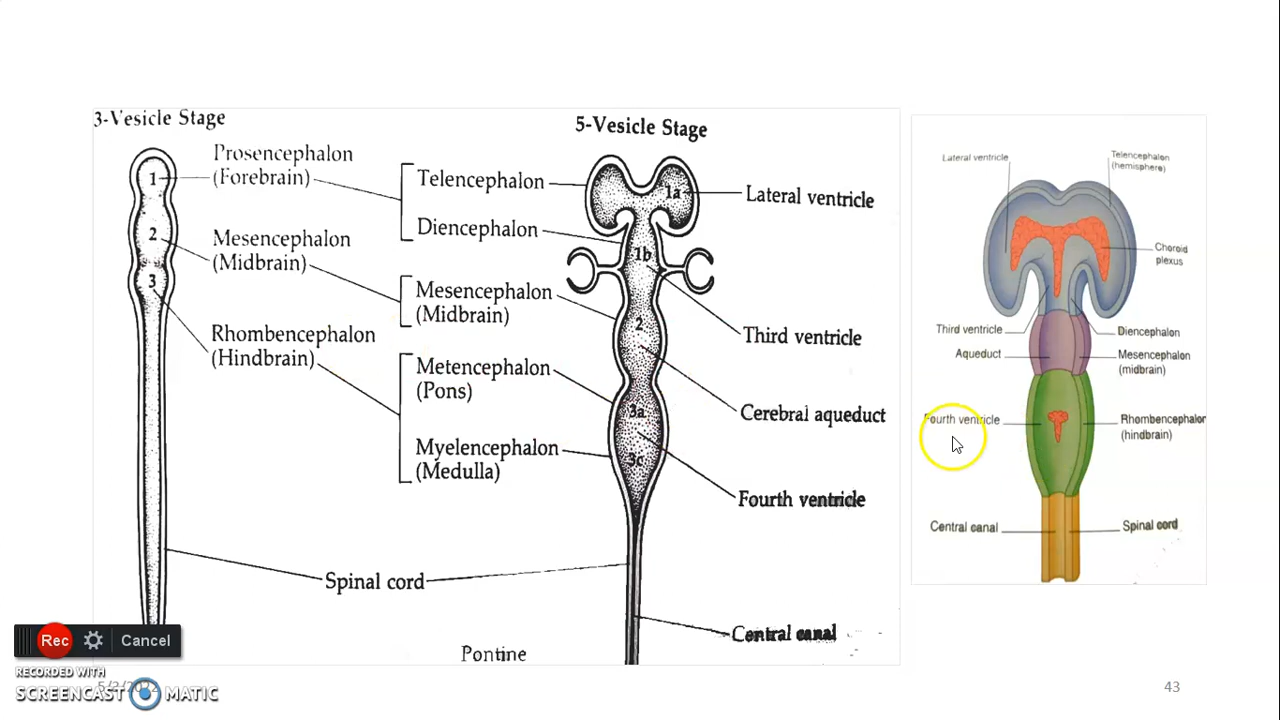 3-Vesicle Stage
5-Vesicle Stage
1
2
3
Prosencephalon
(Forebrain)
Mesencephalon
(Midbrain)
Rhombencephalon
(Hindbrain)
Telencephalon
Diencephalon
Mesencephalon
(Midbrain)
Metencephalon
(Pons)
Myelencephalon
(Medulla)
Spinal cord
1a
1b
2
3a
3c
Lateral ventricle
Third ventricle
Cerebral aqueduct
Fourth ventricle
Central canal
Pontine
Lateral ventricle
Telencephalon
(hemisphere)
Choroid
plexus
Third ventricle
Diencephalon
Aqueduct
Mesencephalon
(midbrain)
Fourth ventricle
Rhombencephalon
(hindbrain)
Central canal
Spinal cord
Rec
Cancel
RECORDED WITH
SCREENCAST MATIC
43